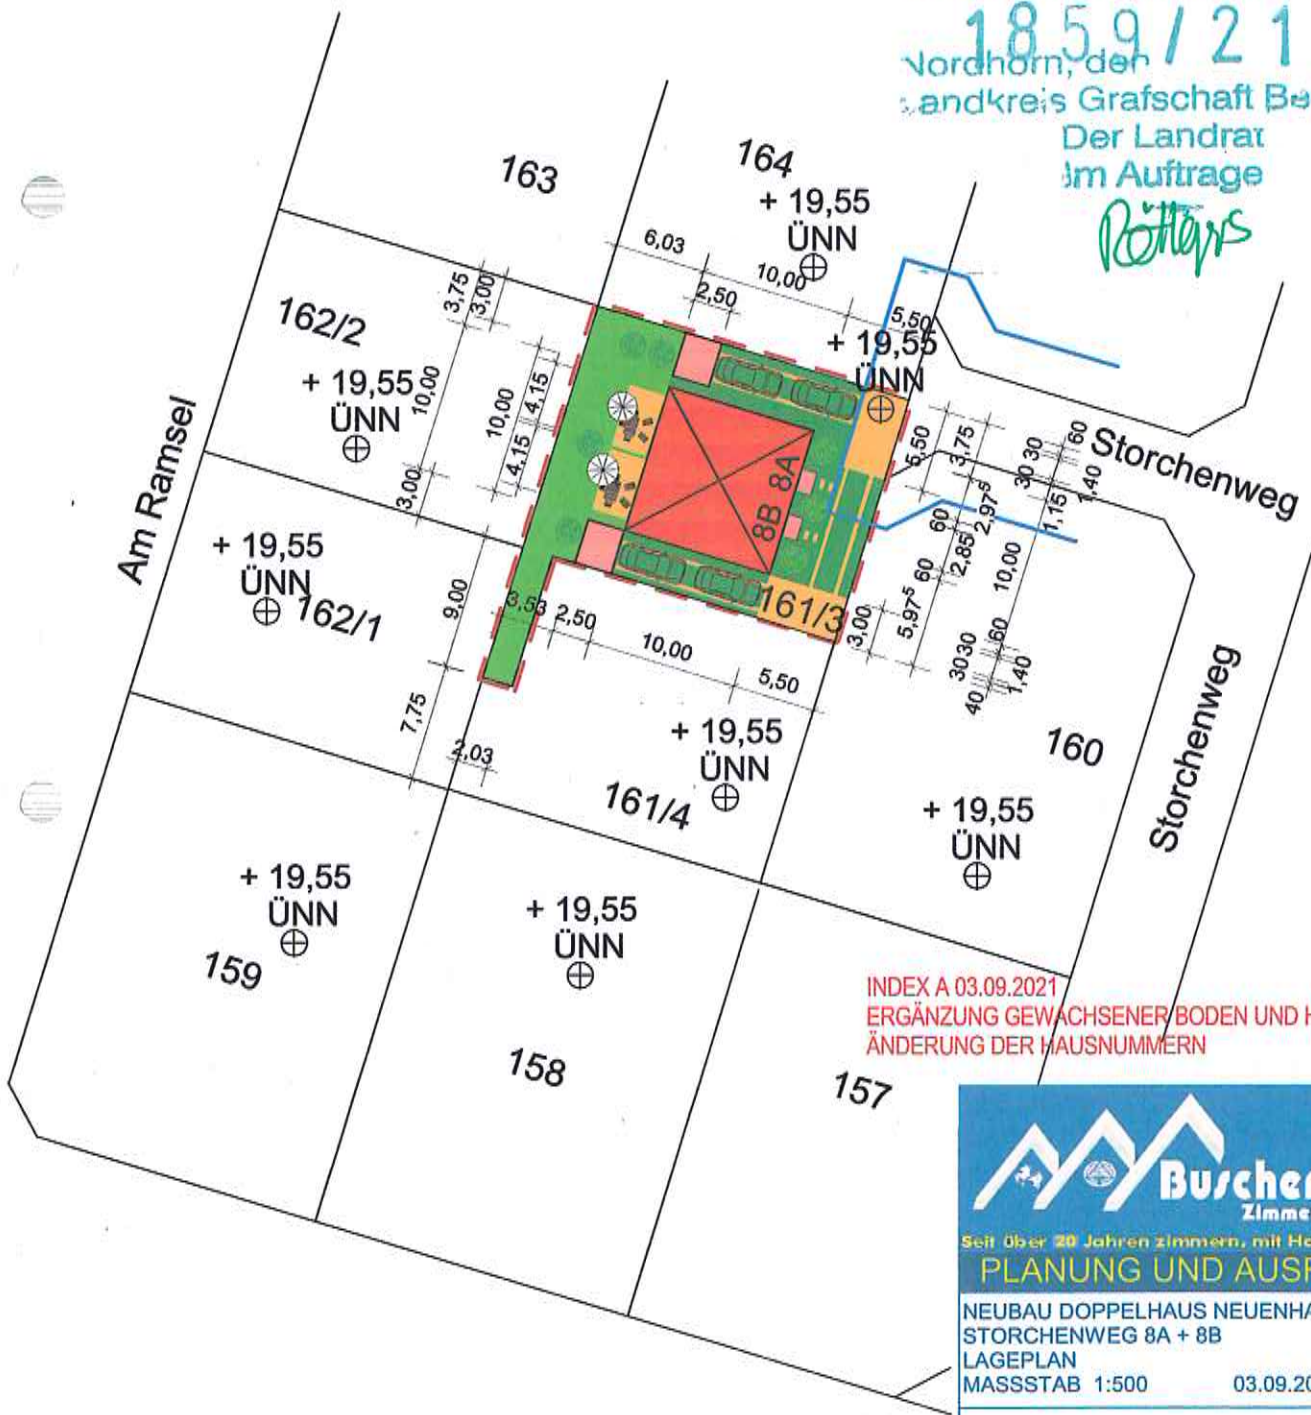 1859/21
Nordhorn, den
Landkreis Grafschaft Be
Der Landrat
Im Auftrage
163
164
+ 19,55
ÜNN
6,03
10,00
2,50
5,50
+ 19,55
ÜNN
162/2
3,75
3,00
+ 19,55
ÜNN
10,00
3,00
10,00
4,15
4,15
Am Ramsel
8A
8B
161/3
Storchenweg
5,50
3,75
30 30
60
1,40
1,15
2,97⁵
60
2,85
60
10,00
5,97⁵
3,00
60
3030
1,40
40
+ 19,55
ÜNN
162/1
9,00
7,75
3,53
2,50
10,00
5,50
2,03
+ 19,55
ÜNN
161/4
160
Storchenweg
+ 19,55
ÜNN
+ 19,55
ÜNN
159
+ 19,55
ÜNN
158
157
INDEX A 03.09.2021
ERGÄNZUNG GEWACHSENER BODEN UND H
ÄNDERUNG DER HAUSNUMMERN
Buscher
Zimme
Seit über 20 Jahren zimmern, mit Ha
PLANUNG UND AUSF
NEUBAU DOPPELHAUS NEUENHA
STORCHENWEG 8A + 8B
LAGEPLAN
MASSSTAB 1:500 03.09.20